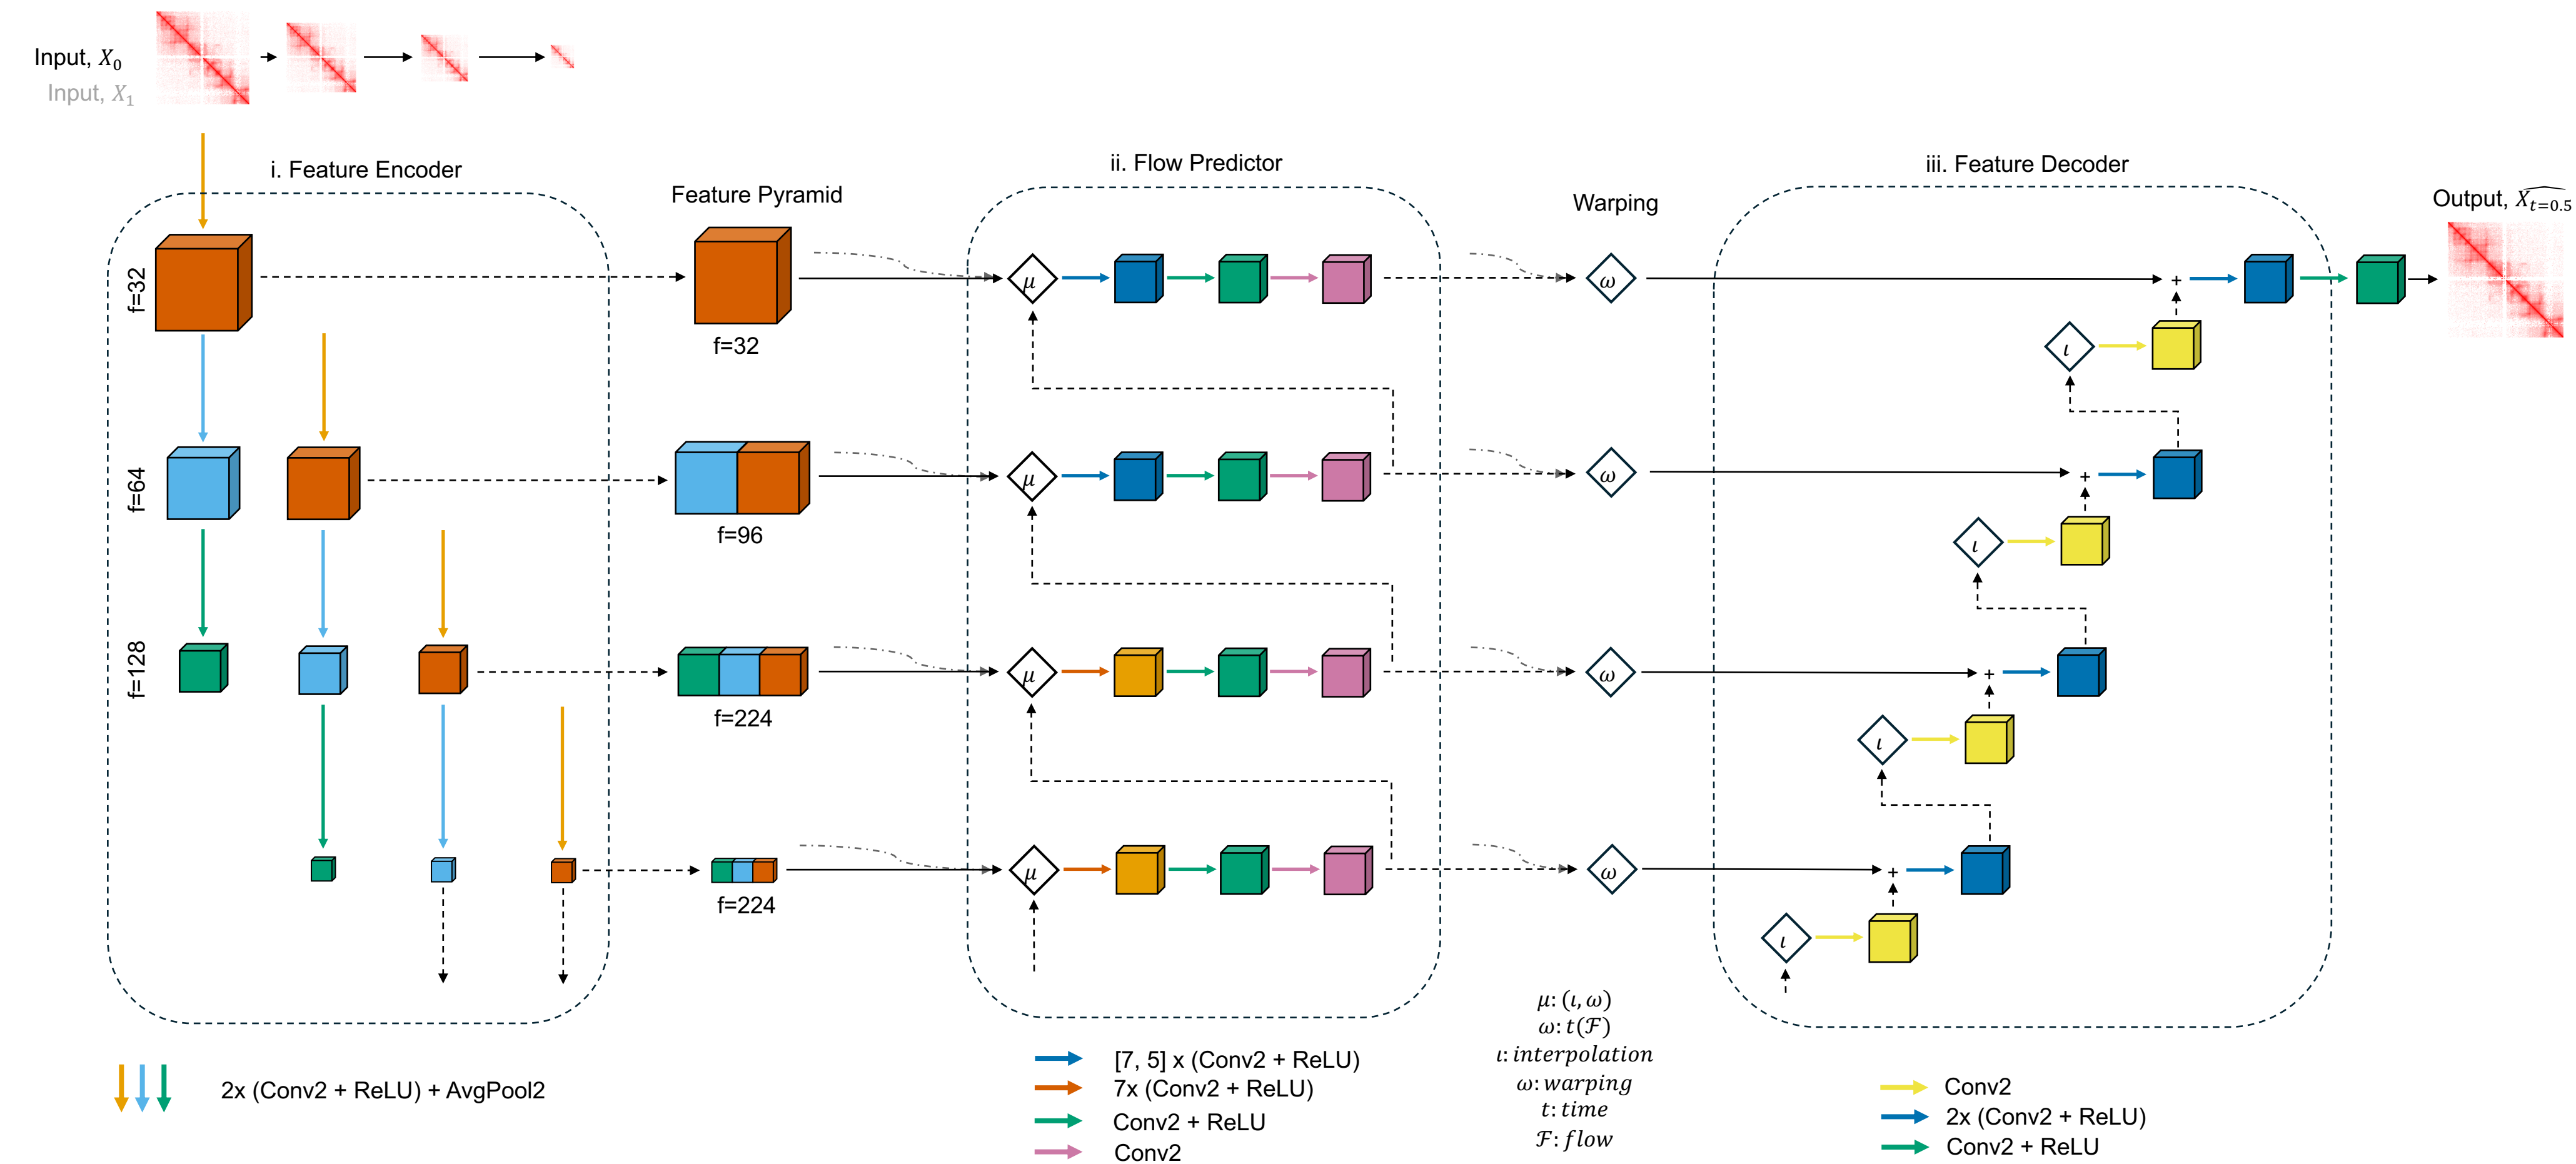 Input, X₀
Input, X₁
i. Feature Encoder
Feature Pyramid
ii. Flow Predictor
Warping
iii. Feature Decoder
Output, X̂ₜ₌₀.₅
f=32
f=32
μ
ω
+
ι
f=64
f=96
μ
ω
+
ι
f=128
f=224
μ
ω
+
ι
f=224
μ
ω
+
ι
2x (Conv2 + ReLU) + AvgPool2
[7, 5] x (Conv2 + ReLU)
7x (Conv2 + ReLU)
Conv2 + ReLU
Conv2
μ: (ι, ω)
ω: t(ℱ)
ι: interpolation
ω: warping
t: time
ℱ: flow
Conv2
2x (Conv2 + ReLU)
Conv2 + ReLU